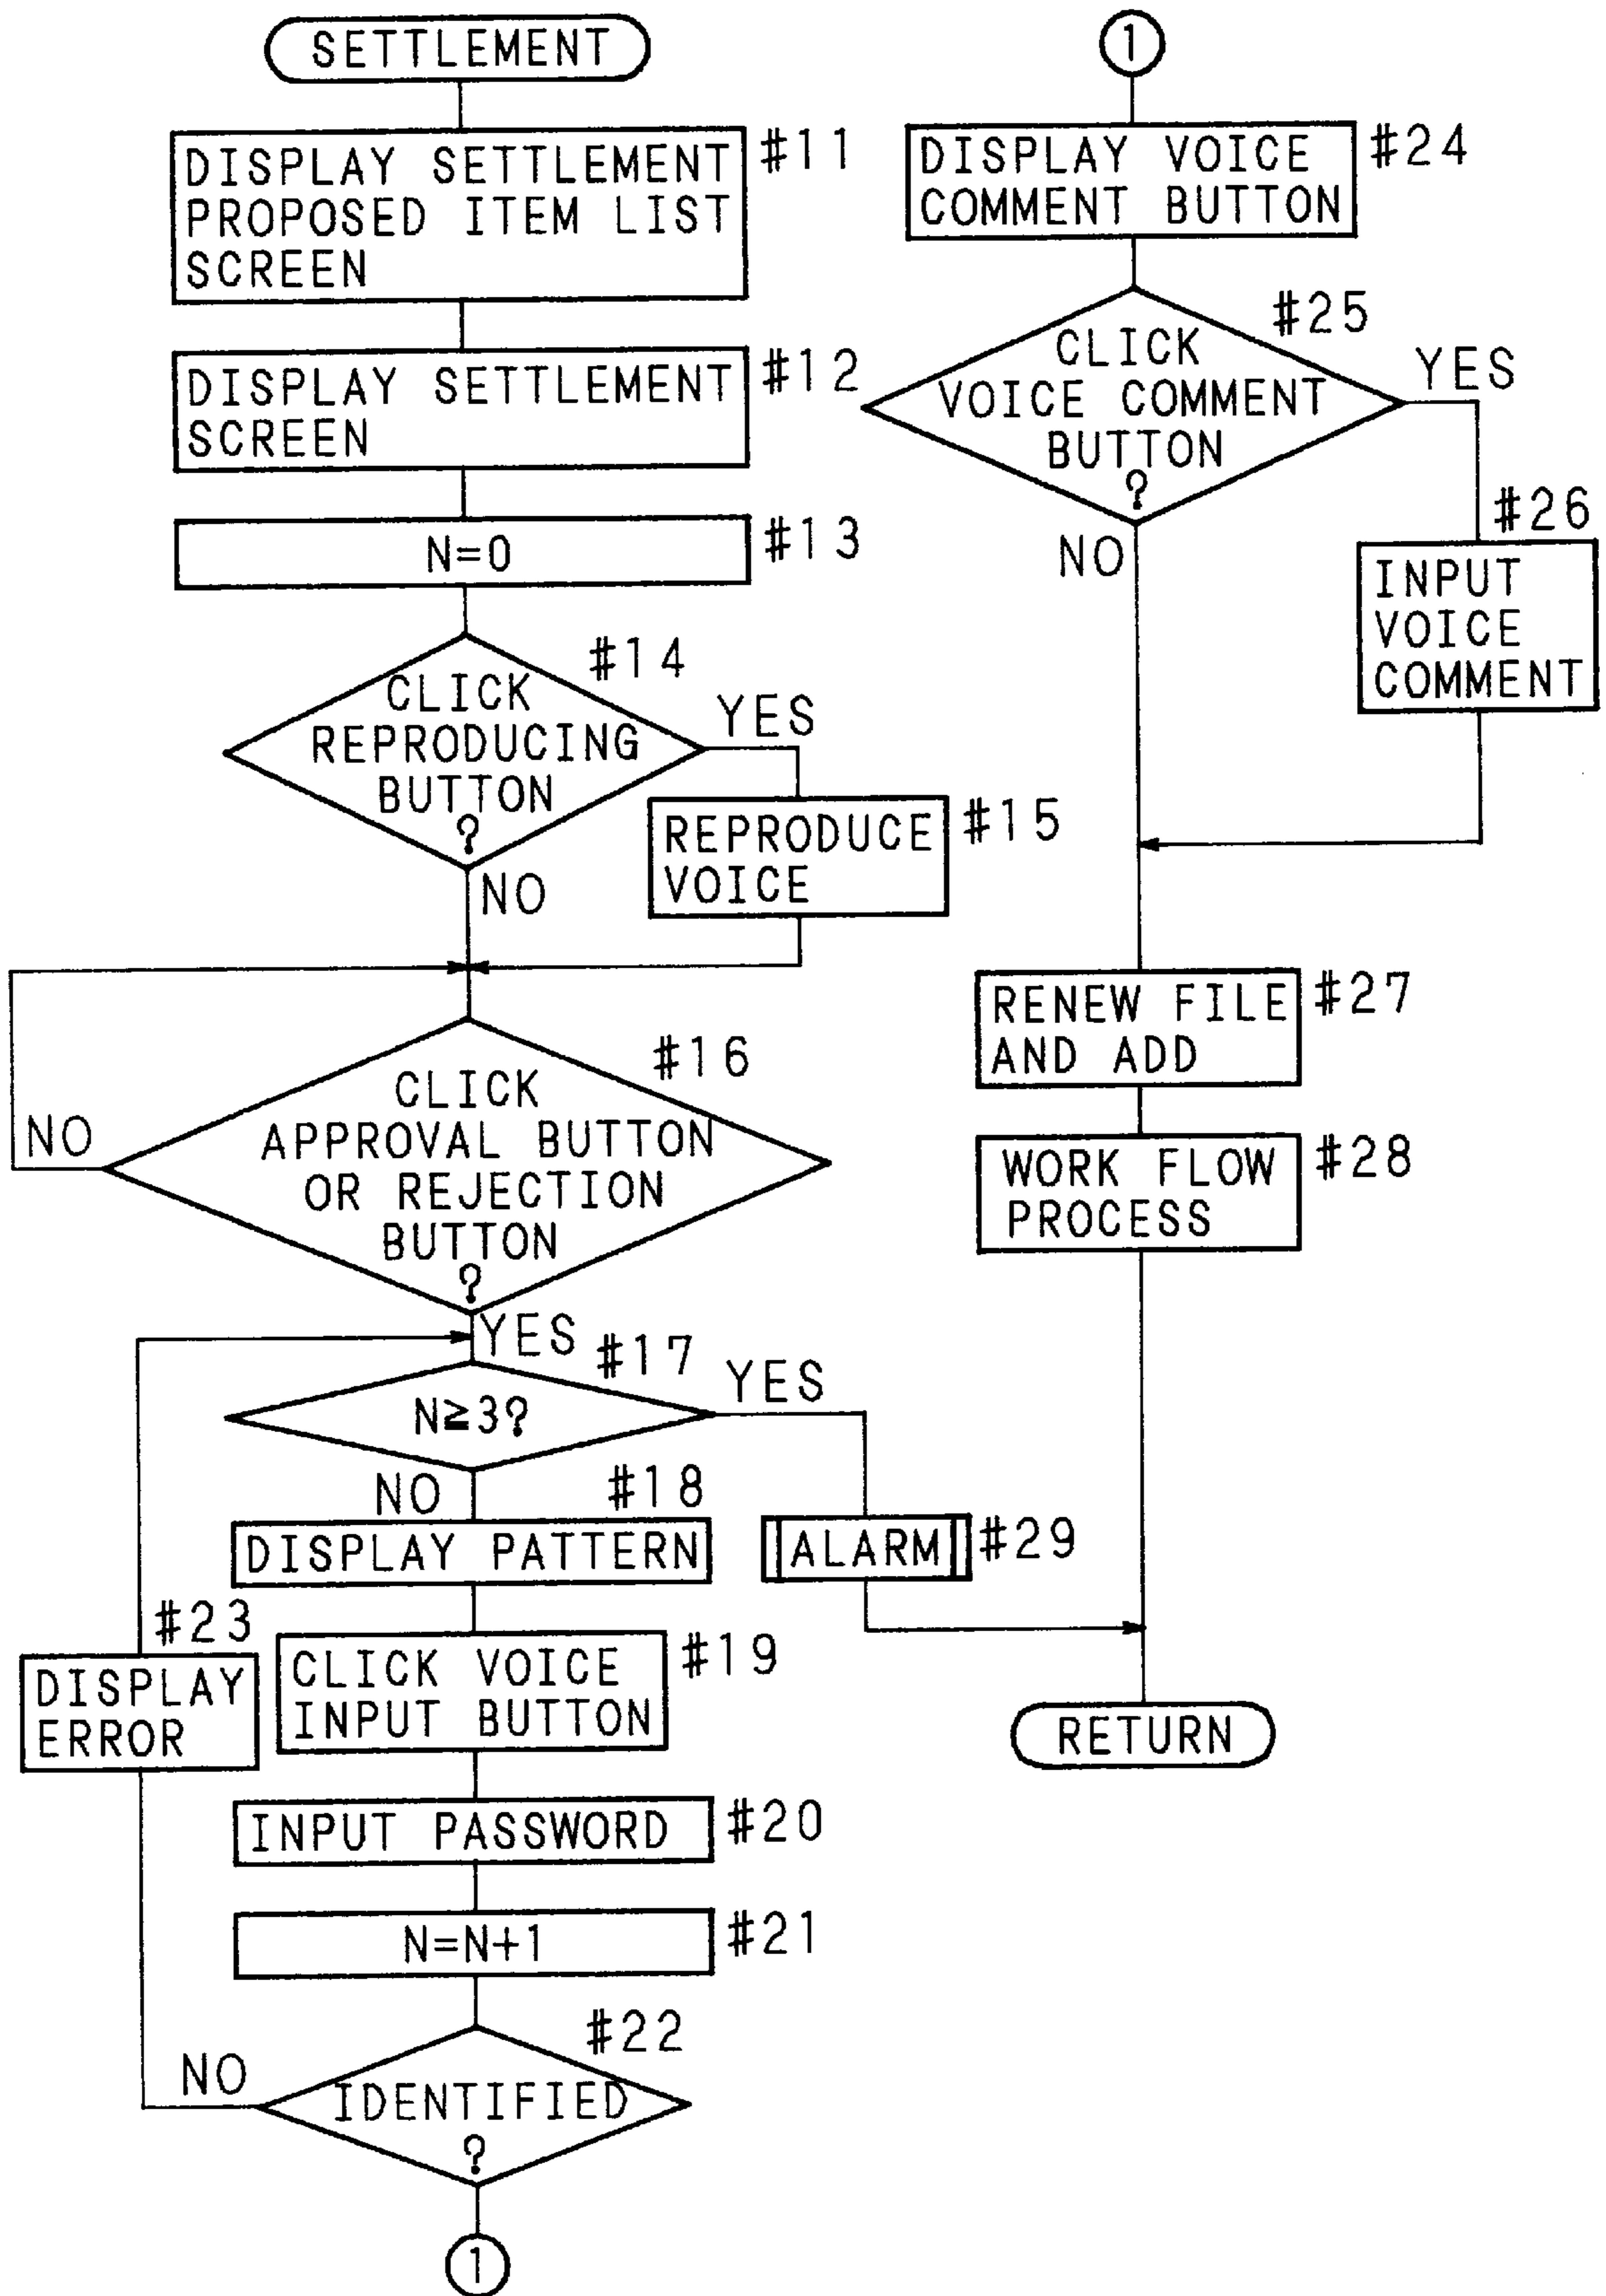 SETTLEMENT
DISPLAY SETTLEMENT
PROPOSED ITEM LIST
SCREEN
#11
DISPLAY SETTLEMENT
SCREEN
#12
N=0
#13
#14
CLICK
REPRODUCING
BUTTON
?
YES
NO
REPRODUCE
VOICE
#15
#16
CLICK
APPROVAL BUTTON
OR REJECTION
BUTTON
?
NO
YES
#17
N≧3?
YES
NO
#18
DISPLAY PATTERN
ALARM
#29
#23
DISPLAY
ERROR
CLICK VOICE
INPUT BUTTON
#19
INPUT PASSWORD
#20
N=N+1
#21
#22
IDENTIFIED
?
NO
1
1
DISPLAY VOICE
COMMENT BUTTON
#24
#25
CLICK
VOICE COMMENT
BUTTON
?
YES
NO
#26
INPUT
VOICE
COMMENT
RENEW FILE
AND ADD
#27
WORK FLOW
PROCESS
#28
RETURN